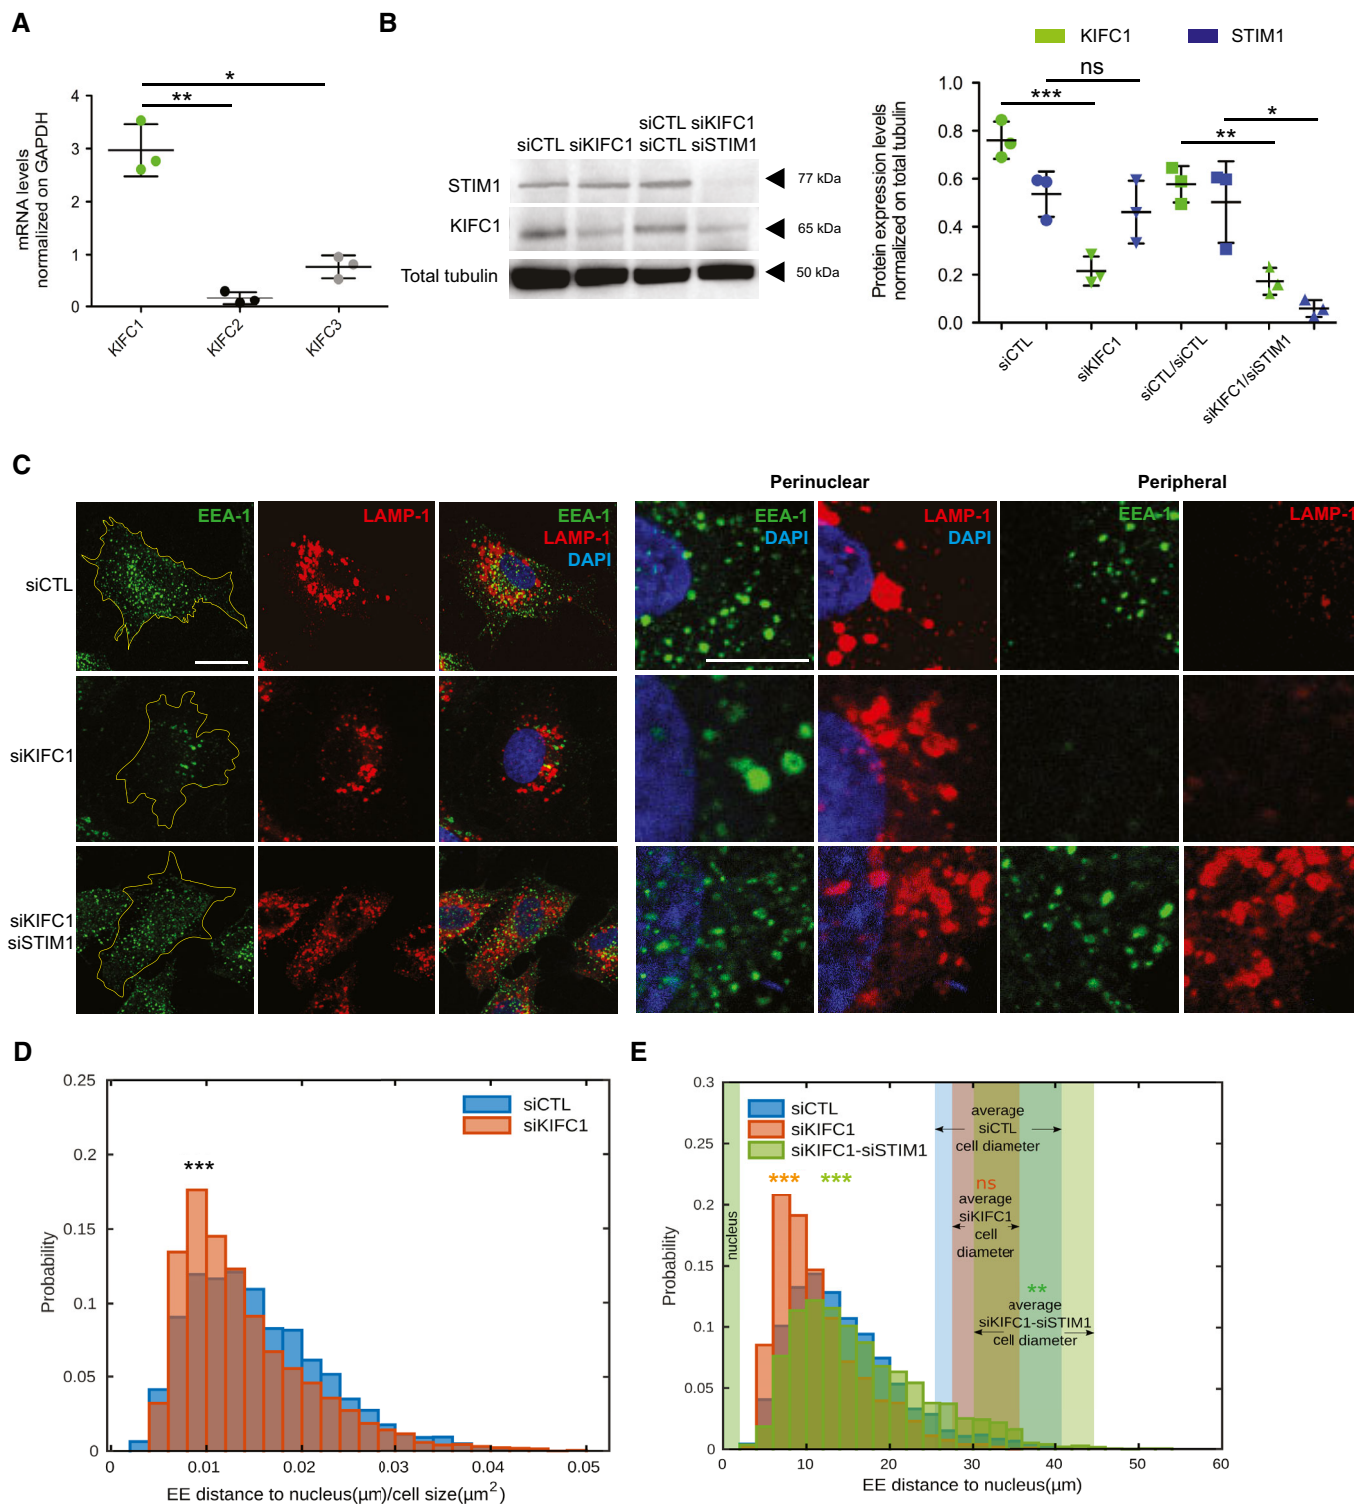 A
mRNA levels
normalized on GAPDH
4
3
2
1
0
*
**
KIFC1
KIFC2
KIFC3
B
siCTL siKIFC1
siCTL siKIFC1 siCTL siSTIM1
STIM1
77 kDa
KIFC1
65 kDa
Total tubulin
50 kDa
KIFC1
STIM1
Protein expression levels
normalized on total tubulin
1.0
0.8
0.6
0.4
0.2
0.0
ns
***
*
**
siCTL
siKIFC1
siCTL/siCTL
siKIFC1/siSTIM1
C
Perinuclear
Peripheral
EEA-1
LAMP-1
EEA-1
LAMP-1
DAPI
EEA-1
DAPI
LAMP-1
DAPI
EEA-1
LAMP-1
siCTL
siKIFC1
siKIFC1
siSTIM1
D
Probability
0.25
0.2
0.15
0.1
0.05
0
siCTL
siKIFC1
***
0
0.01
0.02
0.03
0.04
0.05
EE distance to nucleus(µm)/cell size(µm²)
E
Probability
0.3
0.25
0.2
0.15
0.1
0.05
0
siCTL
siKIFC1
siKIFC1-siSTIM1
***
***
nucleus
average
siCTL
cell diameter
ns
average
siKIFC1
cell
diameter
**
average
siKIFC1-siSTIM1
cell diameter
0
10
20
30
40
50
60
EE distance to nucleus(µm)